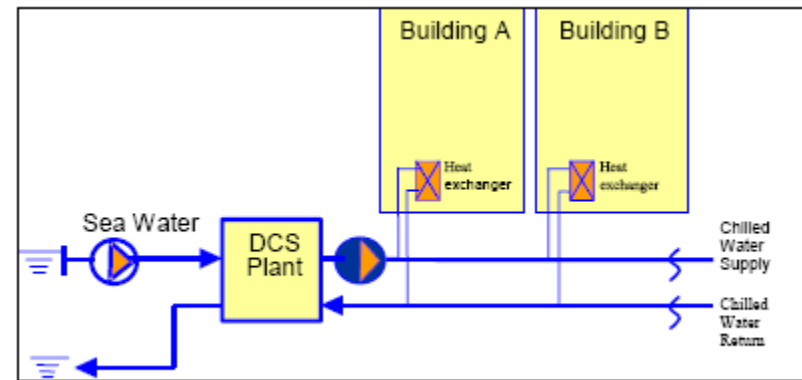 Building A
Building B
Heat
exchanger
Heat
exchanger
Sea Water
DCS
Plant
Chilled
Water
Supply
Chilled
Water
Return